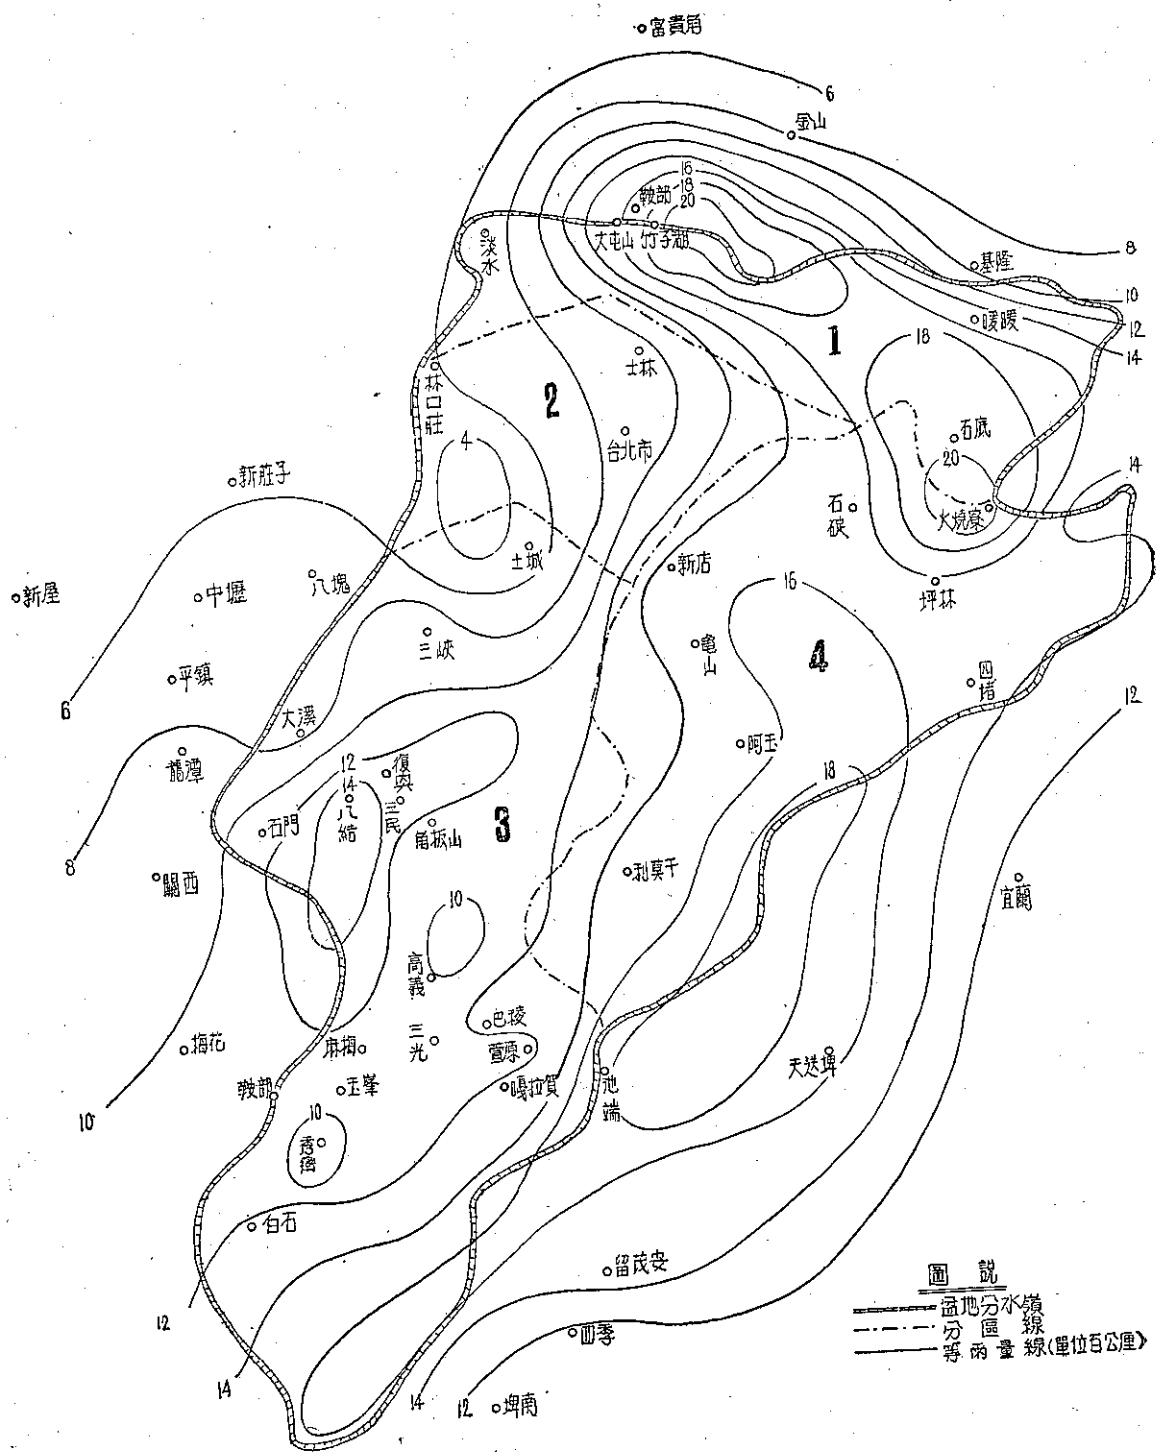 富貴角
6
金山
16
18
20
鞍部
大屯山
竹子湖
淡水
8
基隆
10
暖暖
12
14
1
18
士林
林口莊
2
4
台北市
石底
20
14
新莊子
石碇
火燒寮
土城
新店
16
坪林
新屋
中壢
八塊
三峽
龜山
4
四堵
平鎮
6
大溪
12
龍潭
阿玉
12
14
復興
18
八結
三民
石門
角板山
3
8
關西
利莫干
宜蘭
10
高義
巴稜
梅花
麻梅
三光
萱原
天送埤
鞍部
玉峯
嘎拉賀
池端
10
10
秀巒
白石
留茂安
12
四季
14
14
12
埤南
圖 說
盆地分水嶺
分區線
等雨量線(單位百公厘)